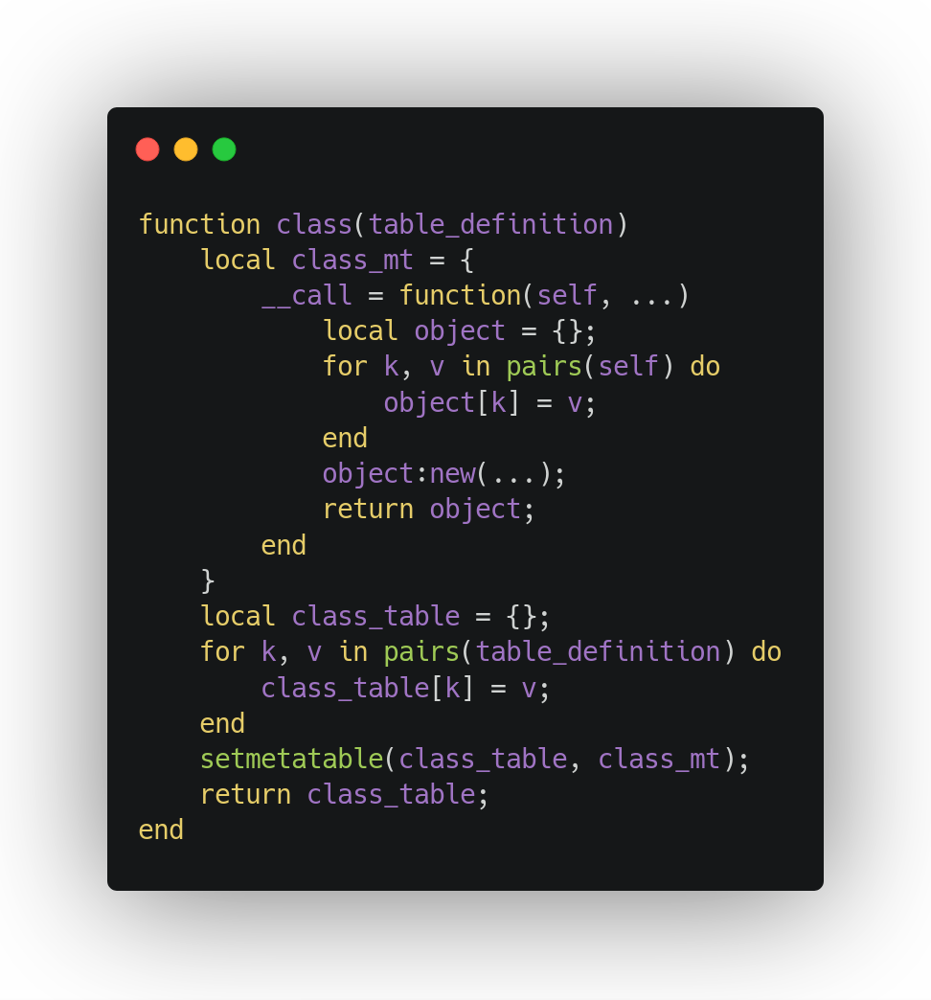 function class(table_definition)
    local class_mt = {
        __call = function(self, ...)
            local object = {};
            for k, v in pairs(self) do
                object[k] = v;
            end
            object:new(...);
            return object;
        end
    }
    local class_table = {};
    for k, v in pairs(table_definition) do
        class_table[k] = v;
    end
    setmetatable(class_table, class_mt);
    return class_table;
end